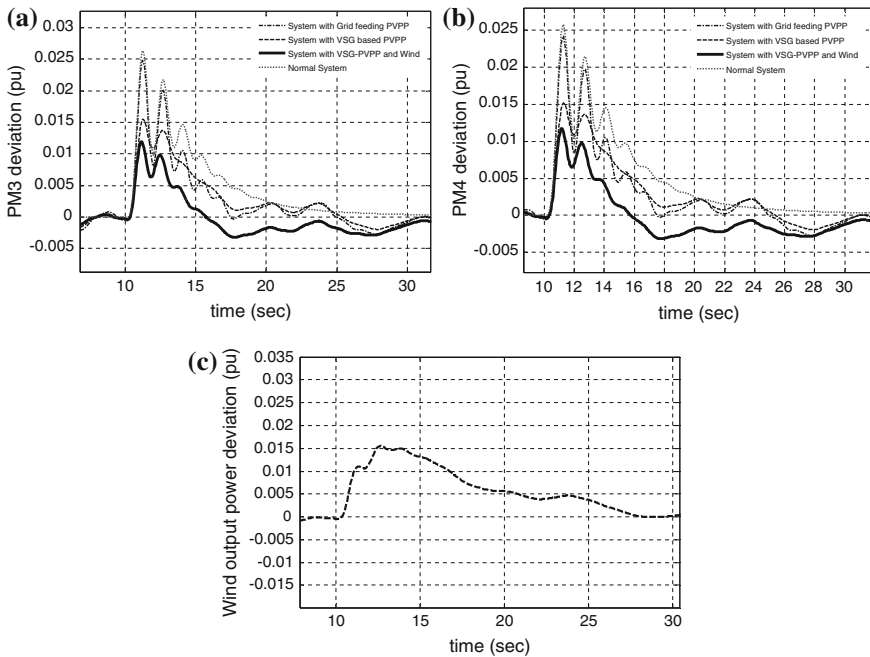 (a)
0.03
0.025
0.02
0.015
0.01
0.005
0
-0.005
PM3 deviation (pu)
System with Grid feeding PVPP
System with VSG based PVPP
System with VSG-PVPP and Wind
Normal System
10 15 20 25 30
time (sec)
(b)
0.025
0.02
0.015
0.01
0.005
0
-0.005
PM4 deviation (pu)
System with Grid feeding PVPP
System with VSG based PVPP
System with VSG-PVPP and Wind
Normal System
10 12 14 16 18 20 22 24 26 28 30
time (sec)
(c)
0.035
0.03
0.03
0.02
0.015
0.01
0.005
0
-0.005
-0.01
-0.015
Wind output power deviation (pu)
10 15 20 25 30
time (sec)